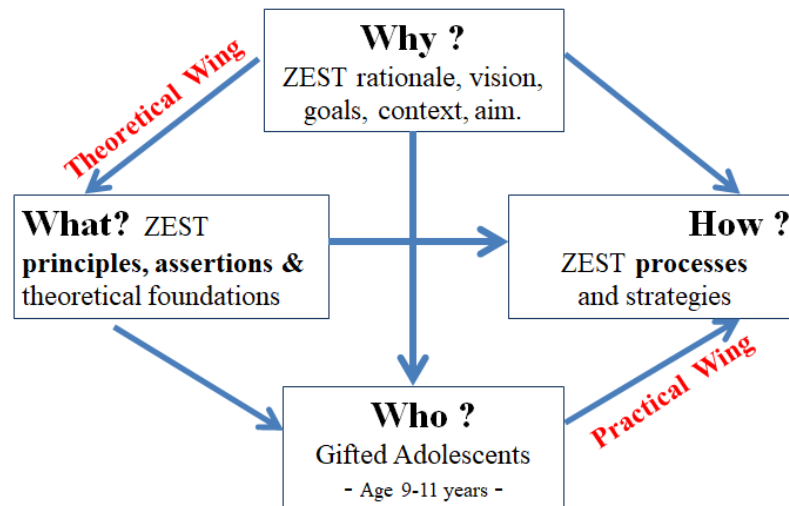 Why ?
ZEST rationale, vision,
goals, context, aim.
Theoretical Wing
What? ZEST
principles, assertions &
theoretical foundations
How ?
ZEST processes
and strategies
Practical Wing
Who ?
Gifted Adolescents
- Age 9-11 years -